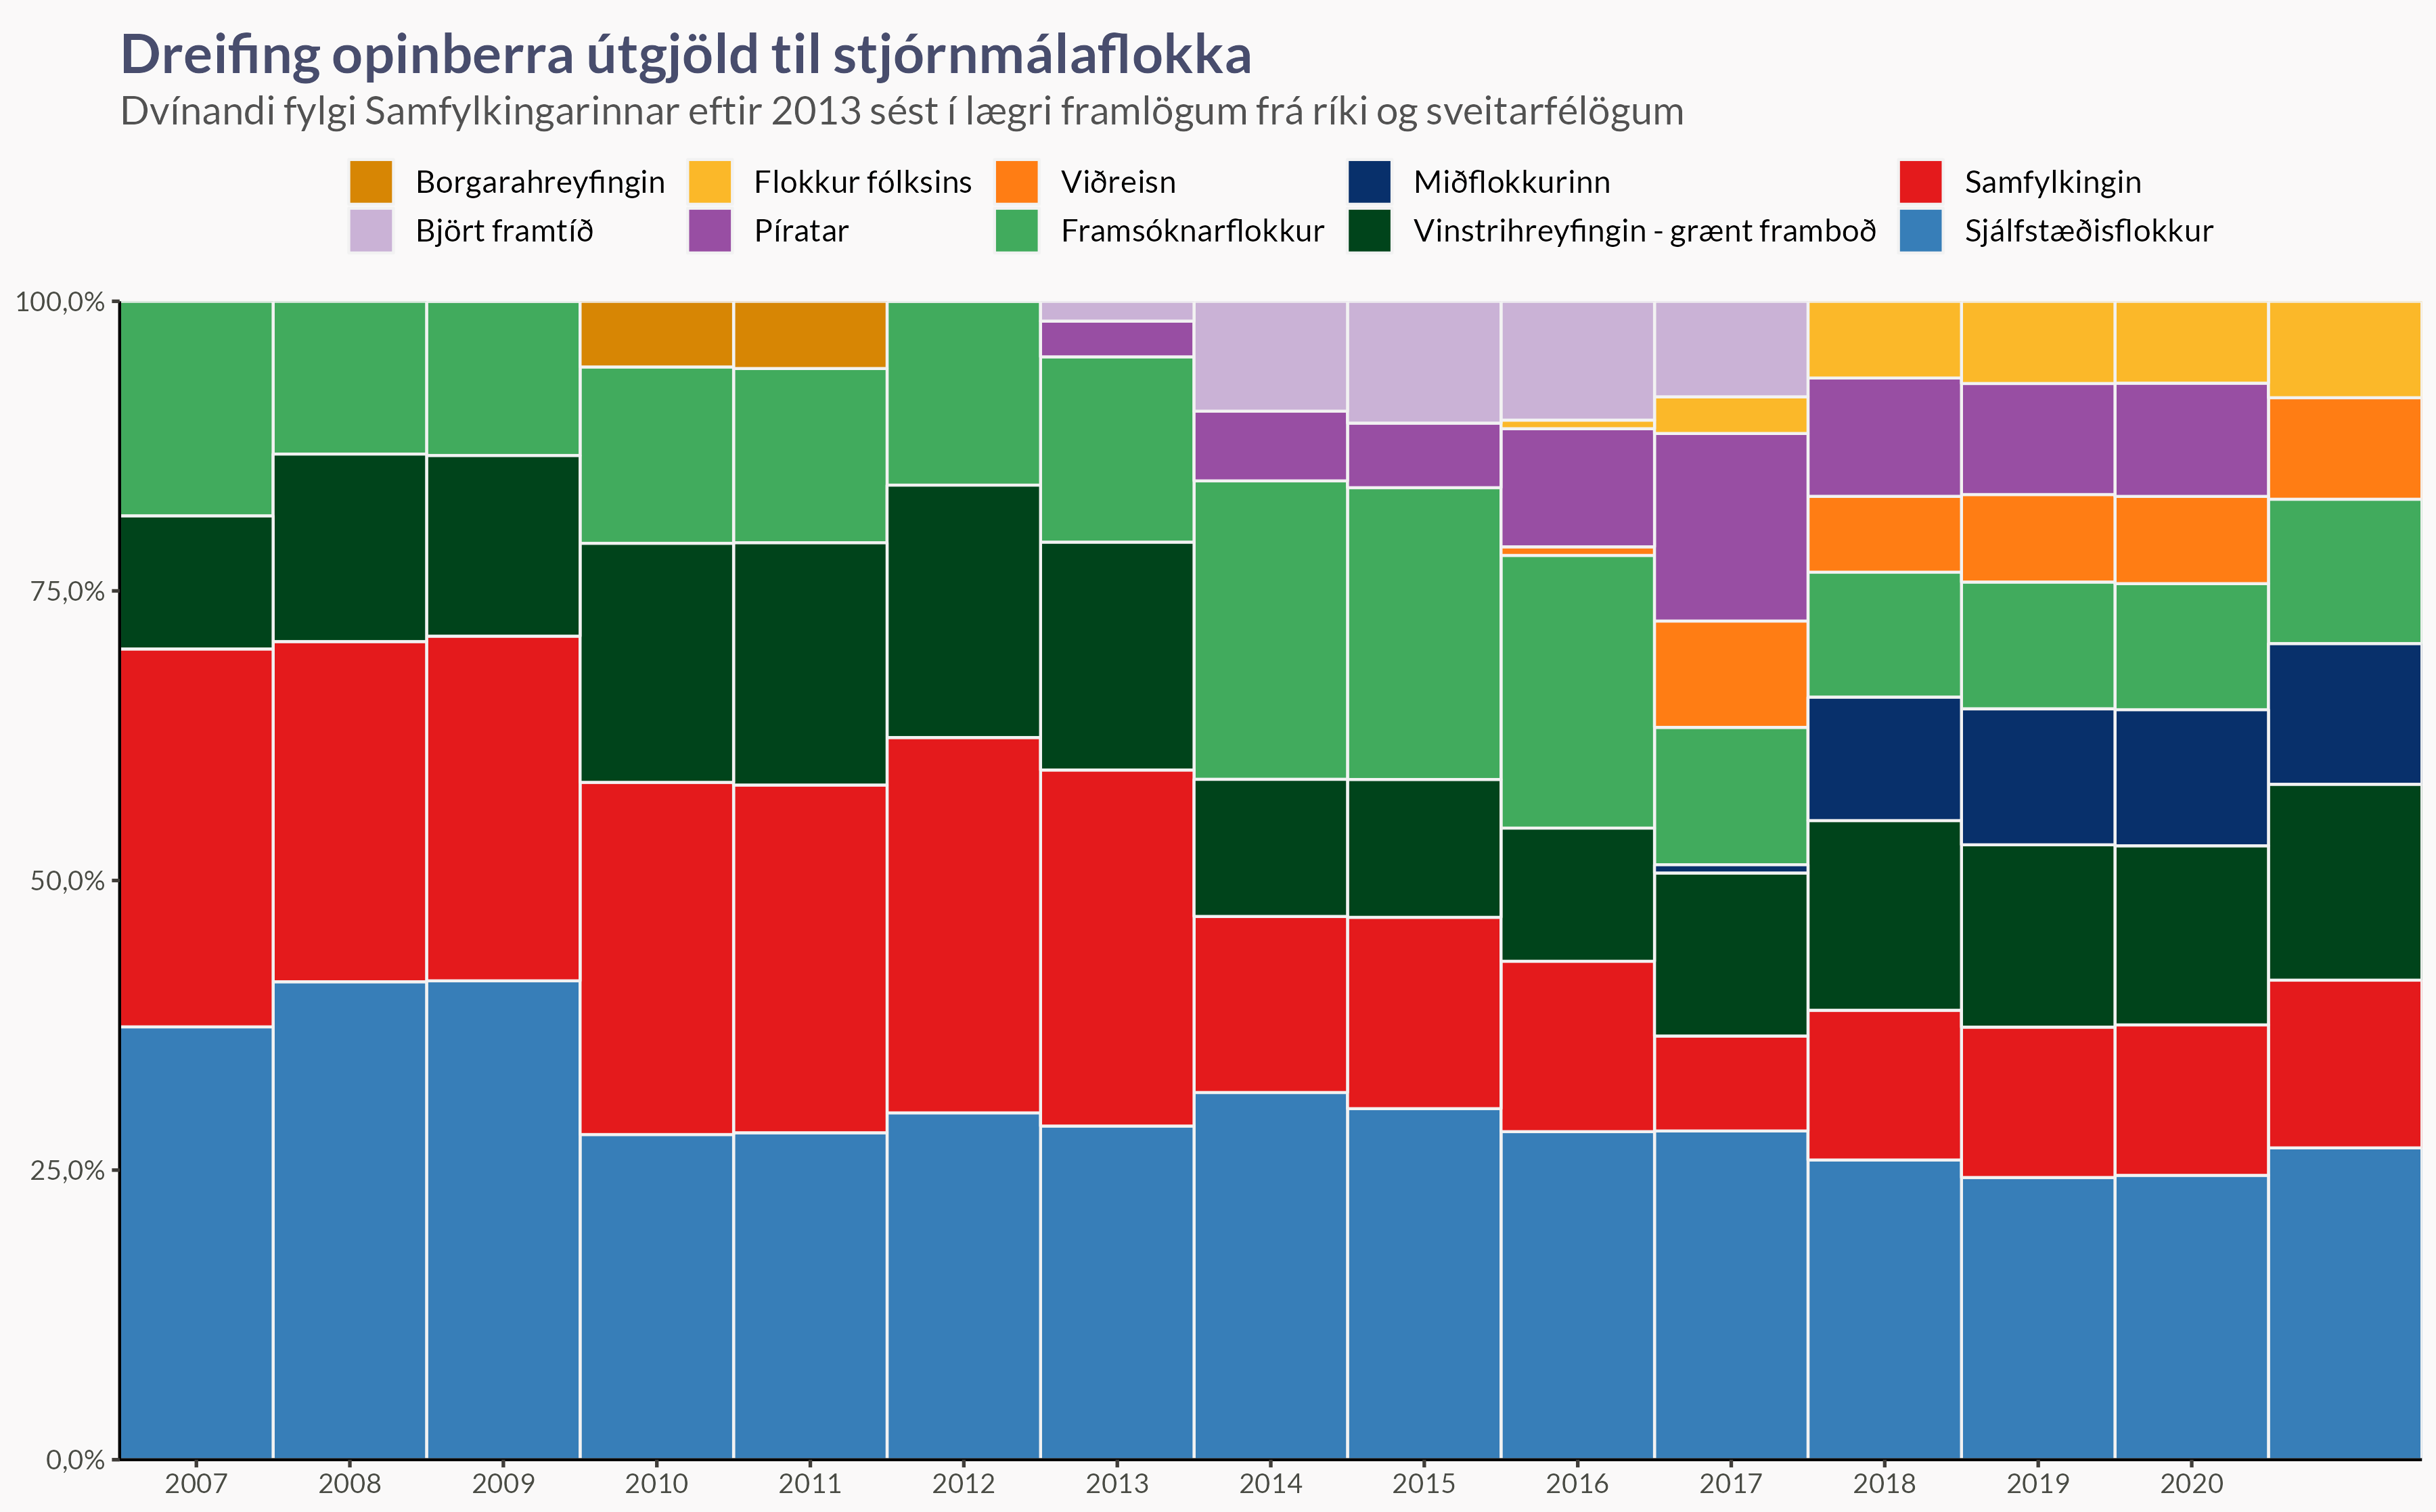 Dreifing opinberra útgjöld til stjórnmálaflokka
Dvínandi fylgi Samfylkingarinnar eftir 2013 sést í lægri framlögum frá ríki og sveitarfélögum
Borgarahreyfingin Flokkur fólksins Viðreisn Miðflokkurinn Samfylkingin
Björt framtíð Píratar Framsóknarflokkur Vinstrihreyfingin - grænt framboð Sjálfstæðisflokkur
100,0%
75,0%
50,0%
25,0%
0,0%
2007 2008 2009 2010 2011 2012 2013 2014 2015 2016 2017 2018 2019 2020